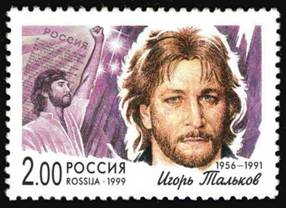 РОССИЯ
1956–1991
2.00 РОССИЯ
ROSSIJA · 1999
Игорь Тальков